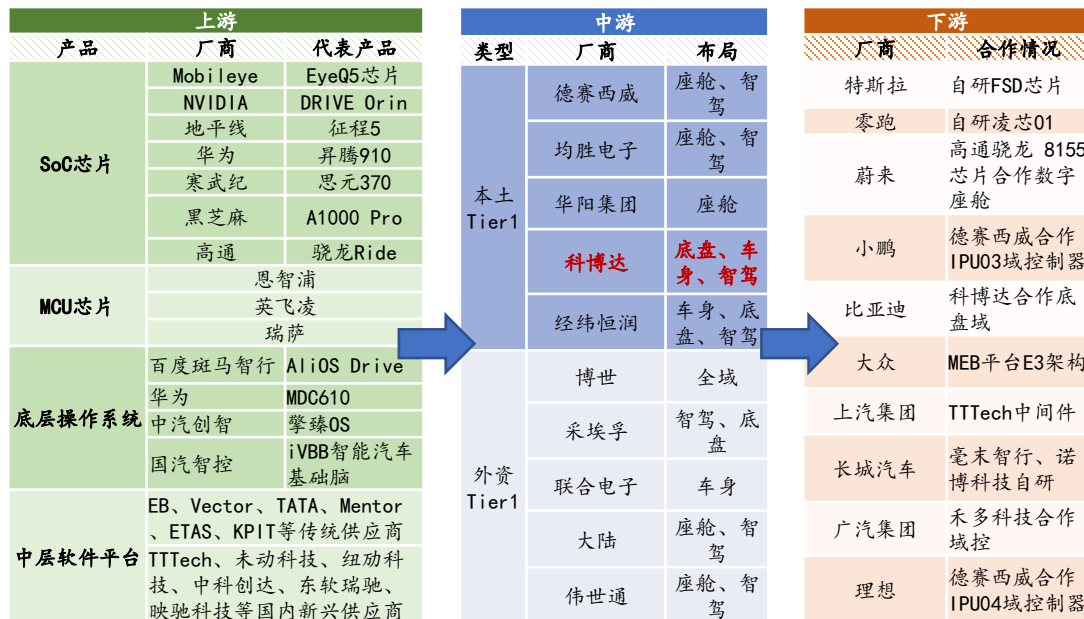 上游
产品 厂商 代表产品
SoC芯片
Mobileye EyeQ5芯片
NVIDIA DRIVE Orin
地平线 征程5
华为 昇腾910
寒武纪 思元370
黑芝麻 A1000 Pro
高通 骁龙Ride
MCU芯片
恩智浦
英飞凌
瑞萨
底层操作系统
百度斑马智行 AliOS Drive
华为 MDC610
中汽创智 擎臻OS
国汽智控 iVBB智能汽车
基础脑
中层软件平台
EB、Vector、TATA、Mentor
、ETAS、KPIT等传统供应商
TTTech、未动科技、纽劢科
技、中科创达、东软瑞驰、
映驰科技等国内新兴供应商
中游
类型 厂商 布局
本土
Tier1
德赛西威 座舱、智
驾
均胜电子 座舱、智
驾
华阳集团 座舱
科博达 底盘、车
身、智驾
经纬恒润 车身、底
盘、智驾
外资
Tier1
博世 全域
采埃孚 智驾、底
盘
联合电子 车身
大陆 座舱、智
驾
伟世通 座舱、智
驾
下游
厂商 合作情况
特斯拉 自研FSD芯片
零跑 自研凌芯01
蔚来 高通骁龙 8155
芯片合作数字
座舱
小鹏 德赛西威合作
IPU03域控制器
比亚迪 科博达合作底
盘域
大众 MEB平台E3架构
上汽集团 TTTech中间件
长城汽车 毫末智行、诺
博科技自研
广汽集团 禾多科技合作
域控
理想 德赛西威合作
IPU04域控制器